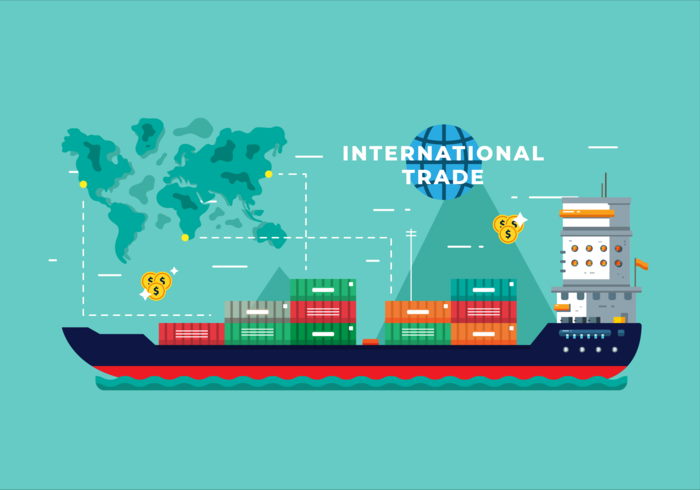 INTERNATIONAL
TRADE
$ $
$
$ $
$